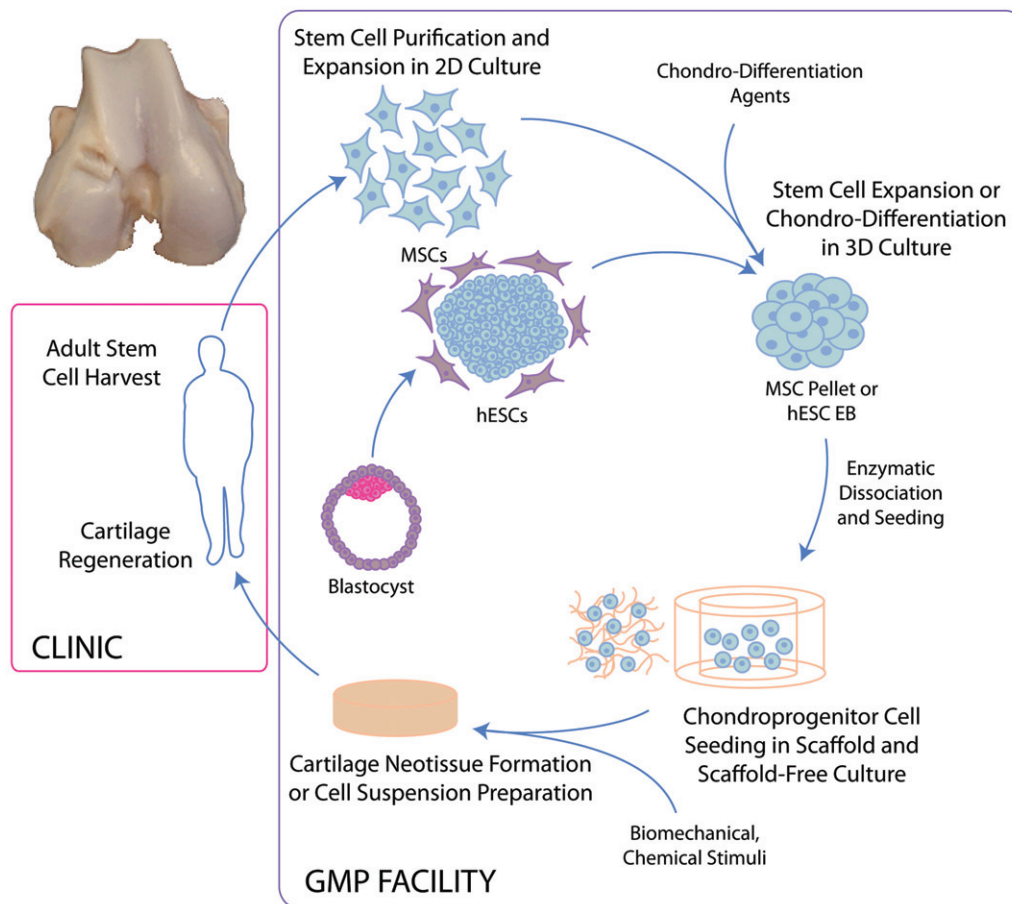 Stem Cell Purification and
Expansion in 2D Culture
Chondro-Differentiation
Agents
Stem Cell Expansion or
Chondro-Differentiation
in 3D Culture
MSCs
Adult Stem
Cell Harvest
hESCs
MSC Pellet or
hESC EB
Enzymatic
Dissociation
and Seeding
Cartilage
Regeneration
Blastocyst
CLINIC
Chondroprogenitor Cell
Seeding in Scaffold and
Scaffold-Free Culture
Cartilage Neotissue Formation
or Cell Suspension Preparation
Biomechanical,
Chemical Stimuli
GMP FACILITY